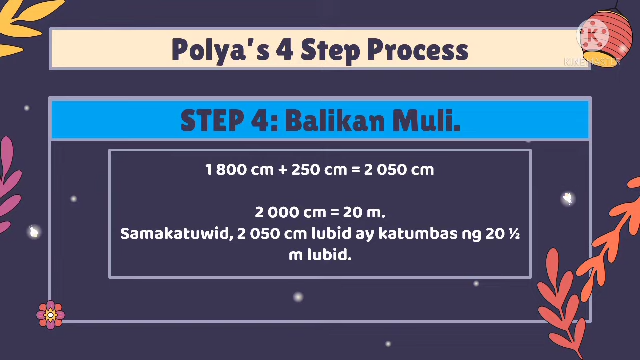 Polya's 4 Step Process
STEP 4: Balikan Muli.
1 800 cm + 250 cm = 2 050 cm
2 000 cm = 20 m.
Samakatuwid, 2 050 cm lubid ay katumbas ng 20 ½
m lubid.